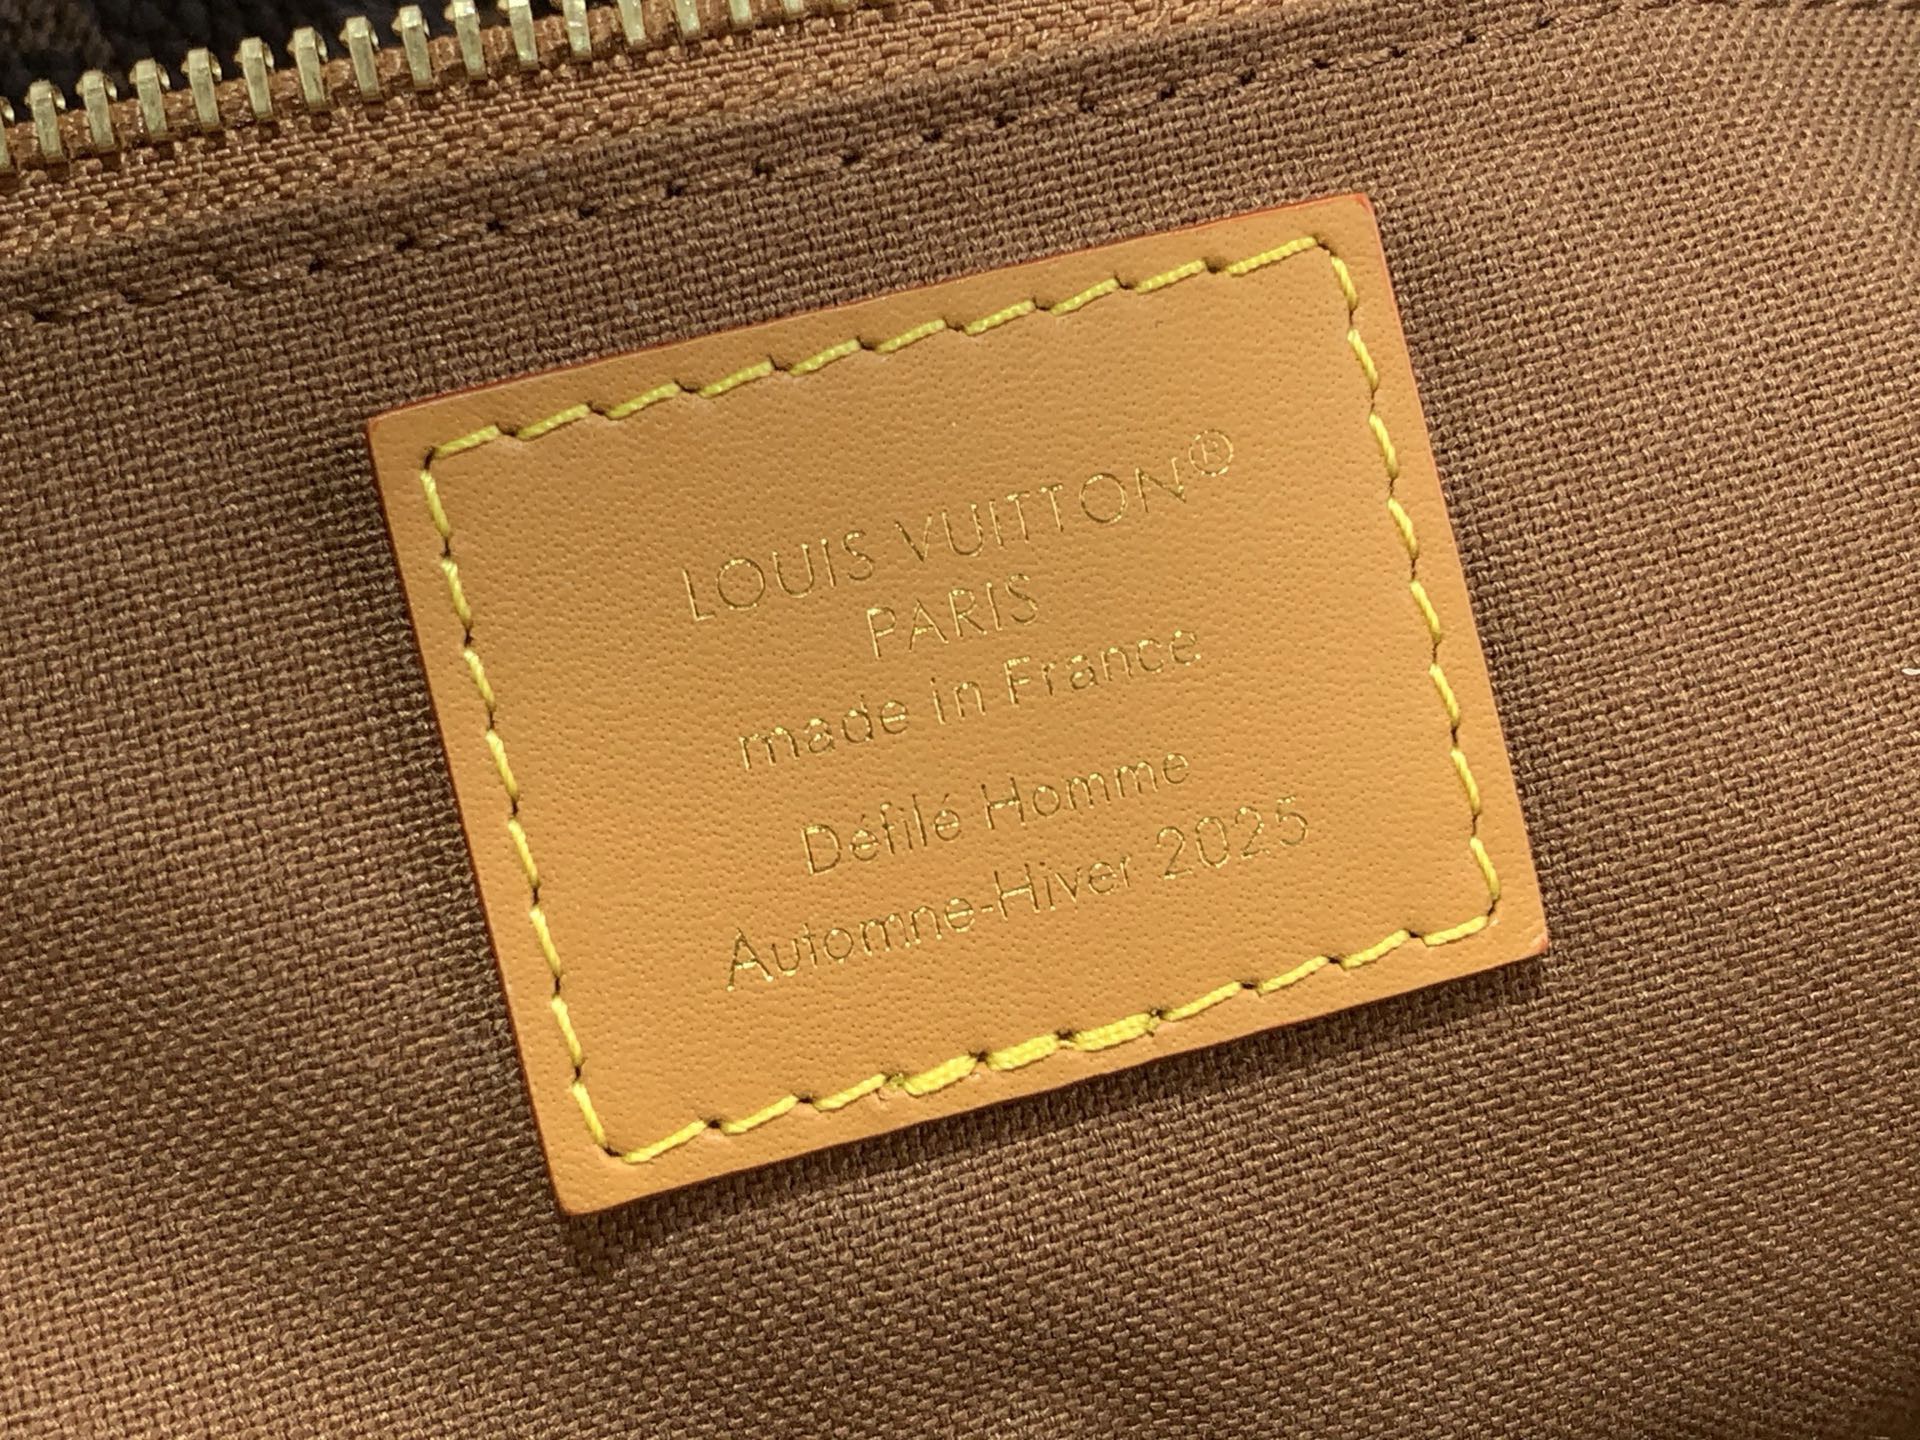 LOUIS VUITTON®
PARIS
made in France
Défilé Homme
Automne-Hiver 2025